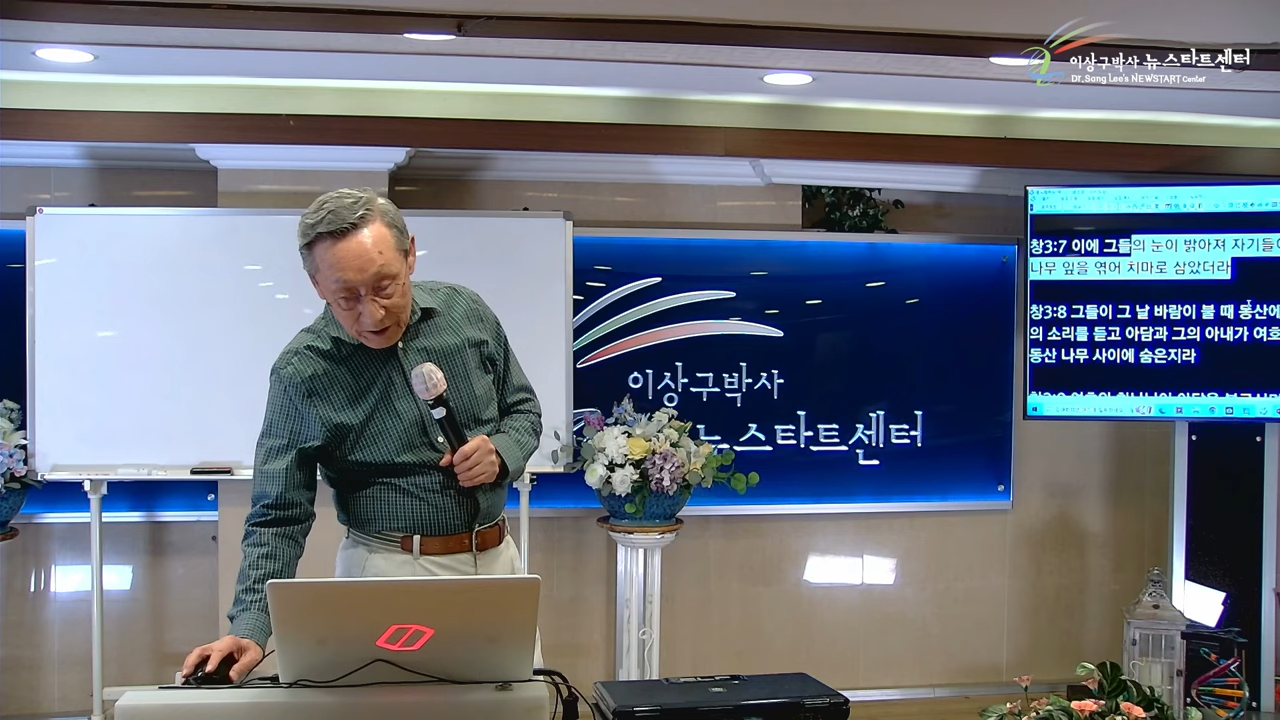 이상구박사 뉴스타트센터
Dr. Sang Lee's NEWSTART Center
창3:7 이에 그들의 눈이 밝아져 자기들
나무 잎을 엮어 치마로 삼았더라
창3:8 그들이 그 날 바람이 불 때 동산에
의 소리를 듣고 아담과 그의 아내가 여호
동산 나무 사이에 숨은지라
이상구박사
뉴스타트센터